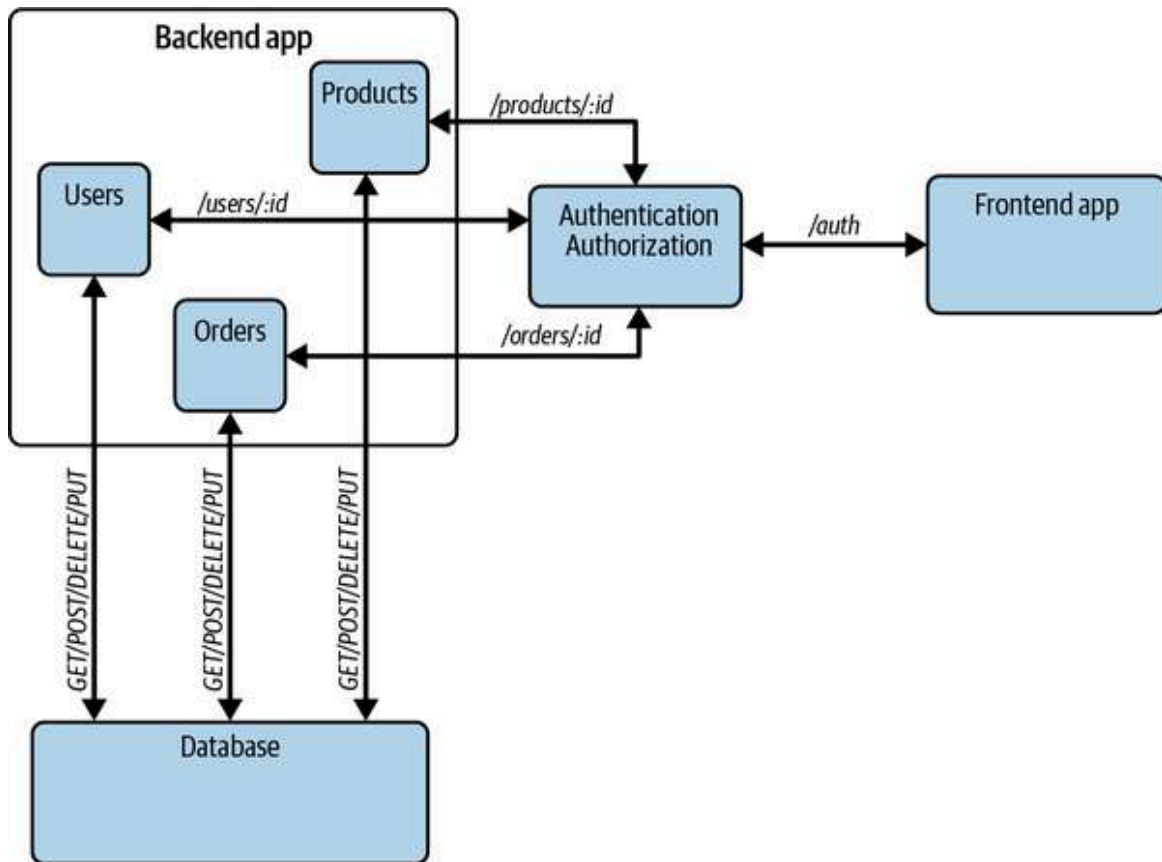 Backend app
Products
/products/:id
Users
/users/:id
Authentication
Authorization
/auth
Frontend app
Orders
/orders/:id
GET/POST/DELETE/PUT
GET/POST/DELETE/PUT
GET/POST/DELETE/PUT
Database